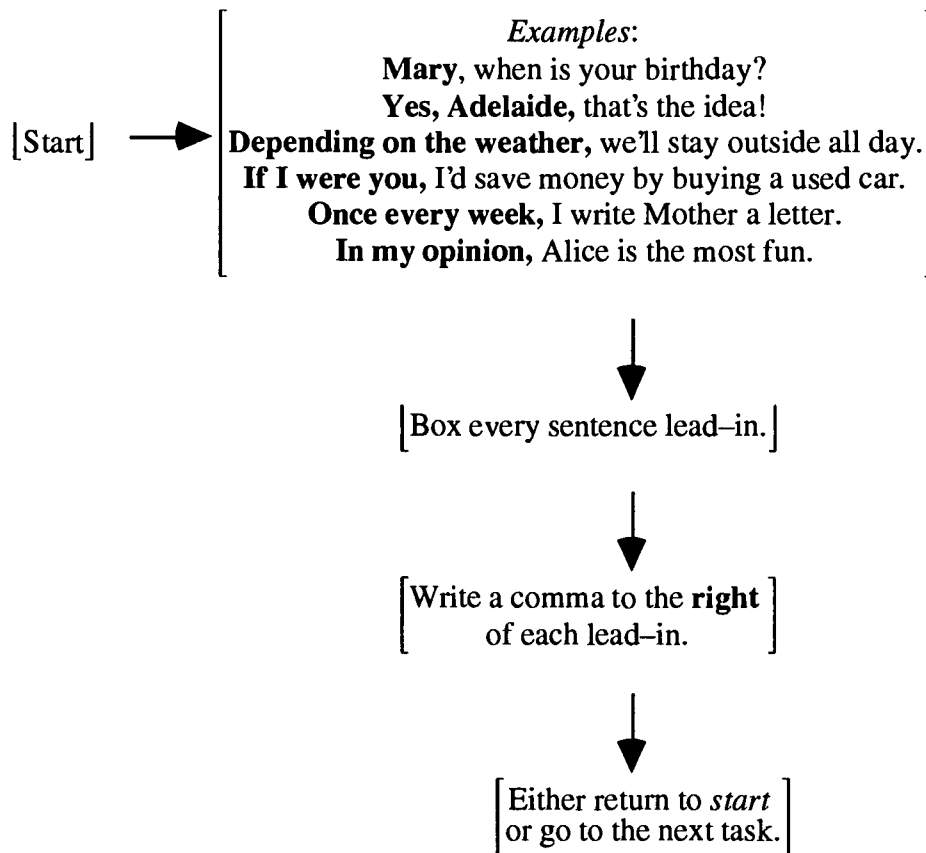 Start
Examples:
Mary, when is your birthday?
Yes, Adelaide, that's the idea!
Depending on the weather, we'll stay outside all day.
If I were you, I'd save money by buying a used car.
Once every week, I write Mother a letter.
In my opinion, Alice is the most fun.
Box every sentence lead–in.
Write a comma to the right
of each lead–in.
Either return to start
or go to the next task.